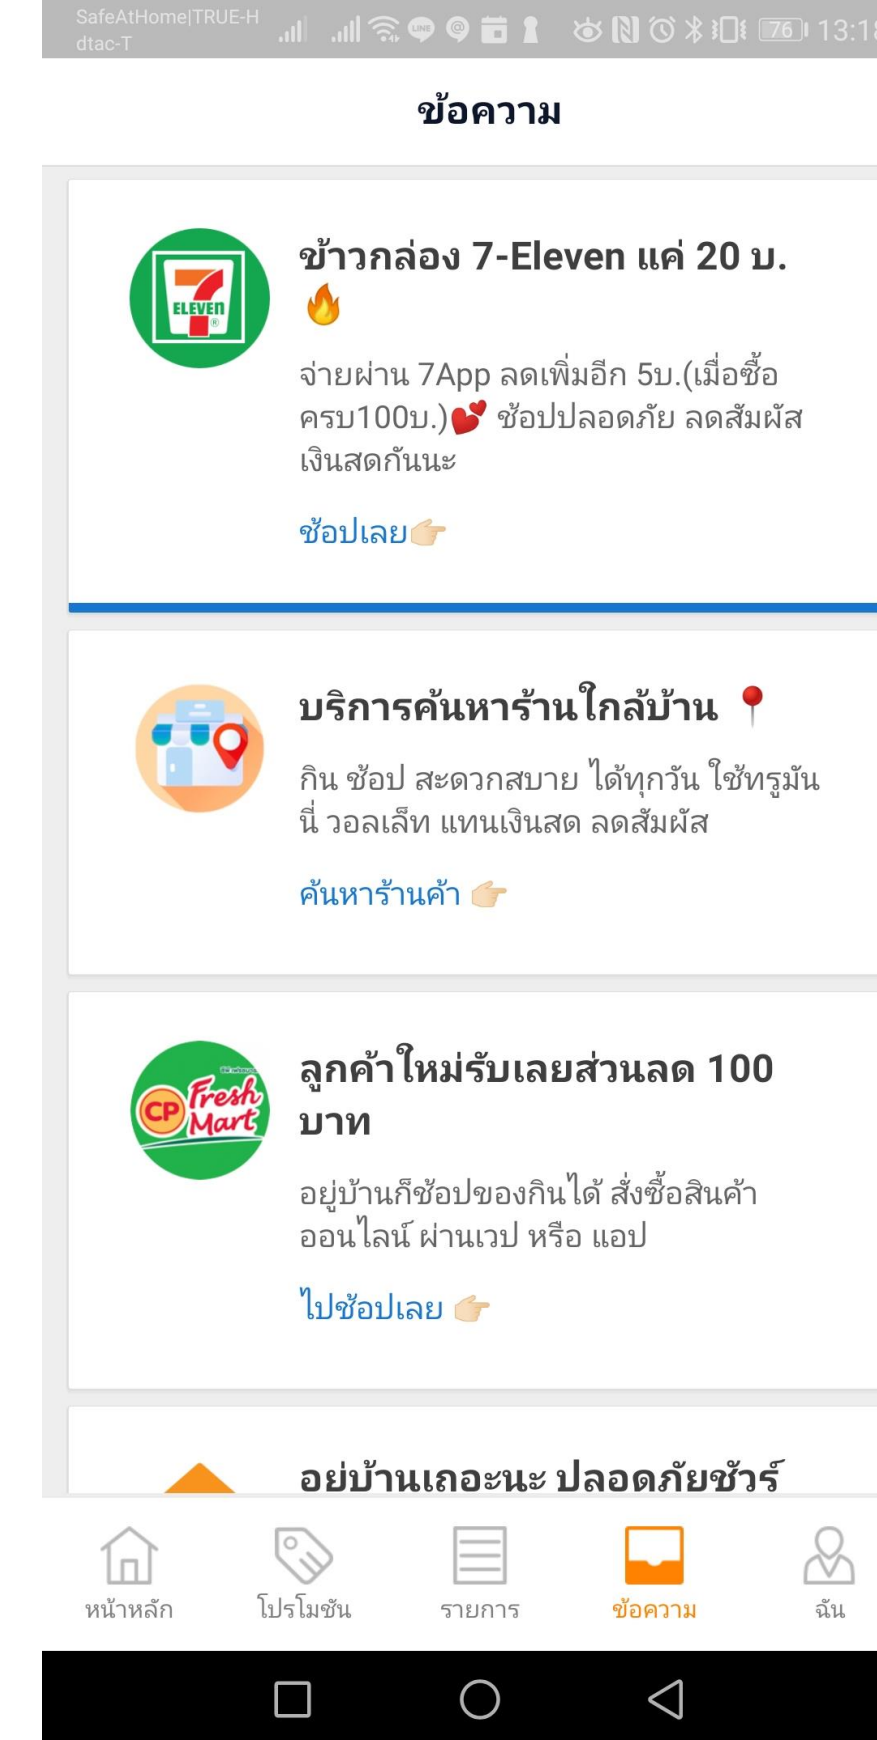 SafeAtHome|TRUE-H
dtac-T
LINE
76
13:18
ข้อความ
ELEVEN
ข้าวกล่อง 7-Eleven แค่ 20 บ.
🔥
จ่ายผ่าน 7App ลดเพิ่มอีก 5บ.(เมื่อซื้อ
ครบ100บ.)💕 ช้อปปลอดภัย ลดสัมผัส
เงินสดกันนะ
ช้อปเลย👉🏻
บริการค้นหาร้านใกล้บ้าน 📍
กิน ช้อป สะดวกสบาย ได้ทุกวัน ใช้ทรูมัน
นี่ วอลเล็ท แทนเงินสด ลดสัมผัส
ค้นหาร้านค้า 👉🏻
CP Fresh
Mart
ลูกค้าใหม่รับเลยส่วนลด 100
บาท
อยู่บ้านก็ช้อปของกินได้ สั่งซื้อสินค้า
ออนไลน์ ผ่านเวป หรือ แอป
ไปช้อปเลย 👉🏻
อยู่บ้านเถอะนะ ปลอดภัยชัวร์
หน้าหลัก โปรโมชัน รายการ ข้อความ ฉัน